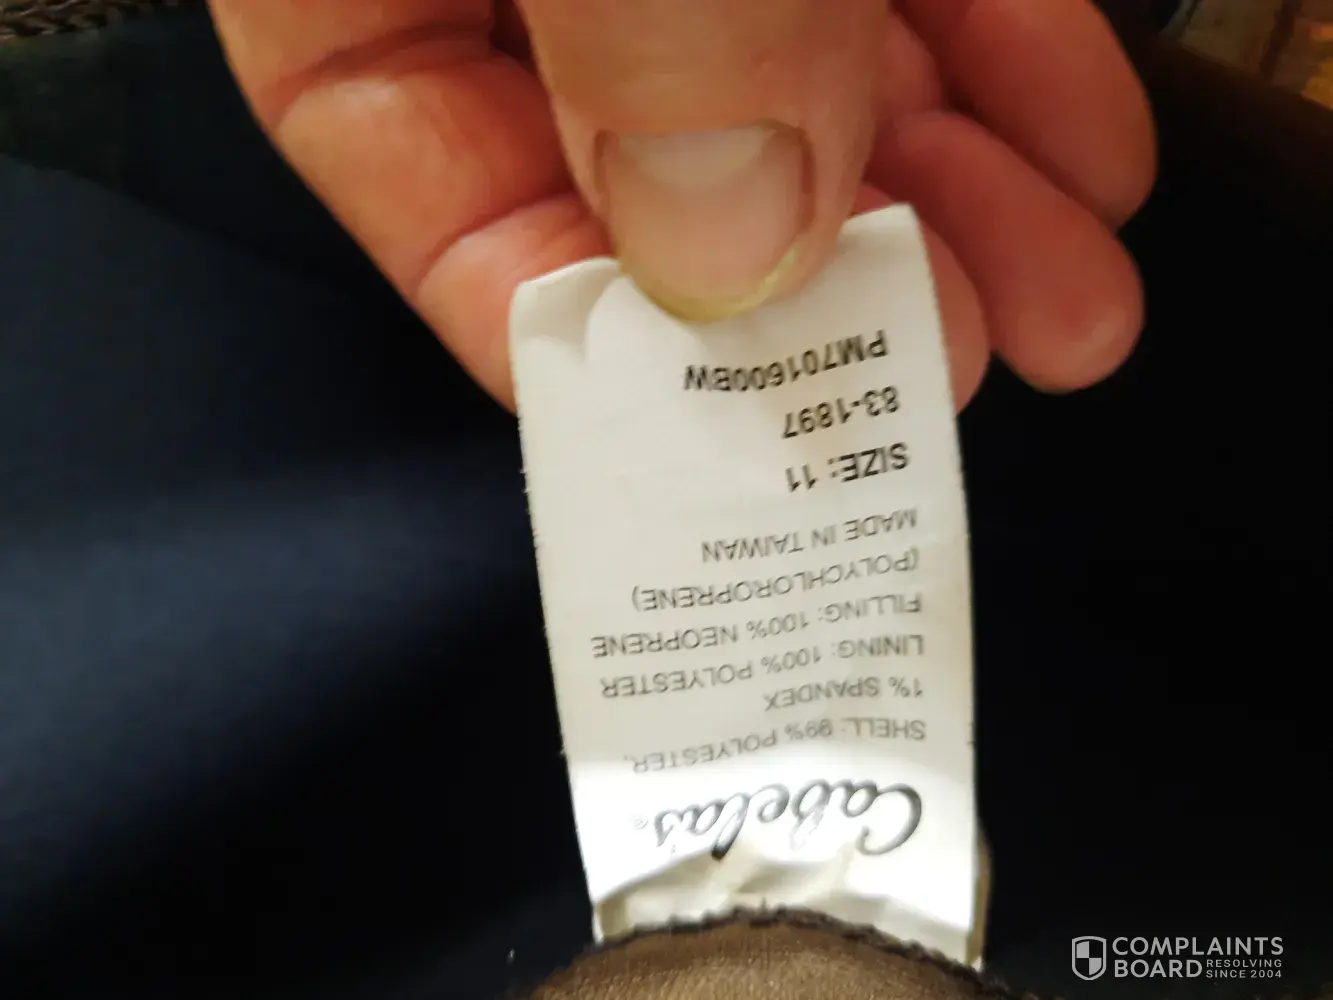 Cabela's®
SHELL: 99% POLYESTER,
1% SPANDEX
LINING: 100% POLYESTER
FILLING: 100% NEOPRENE
(POLYCHLOROPRENE)
MADE IN TAIWAN
SIZE: 11
83-1897
PM701600BW
COMPLAINTS
BOARD RESOLVING
SINCE 2004